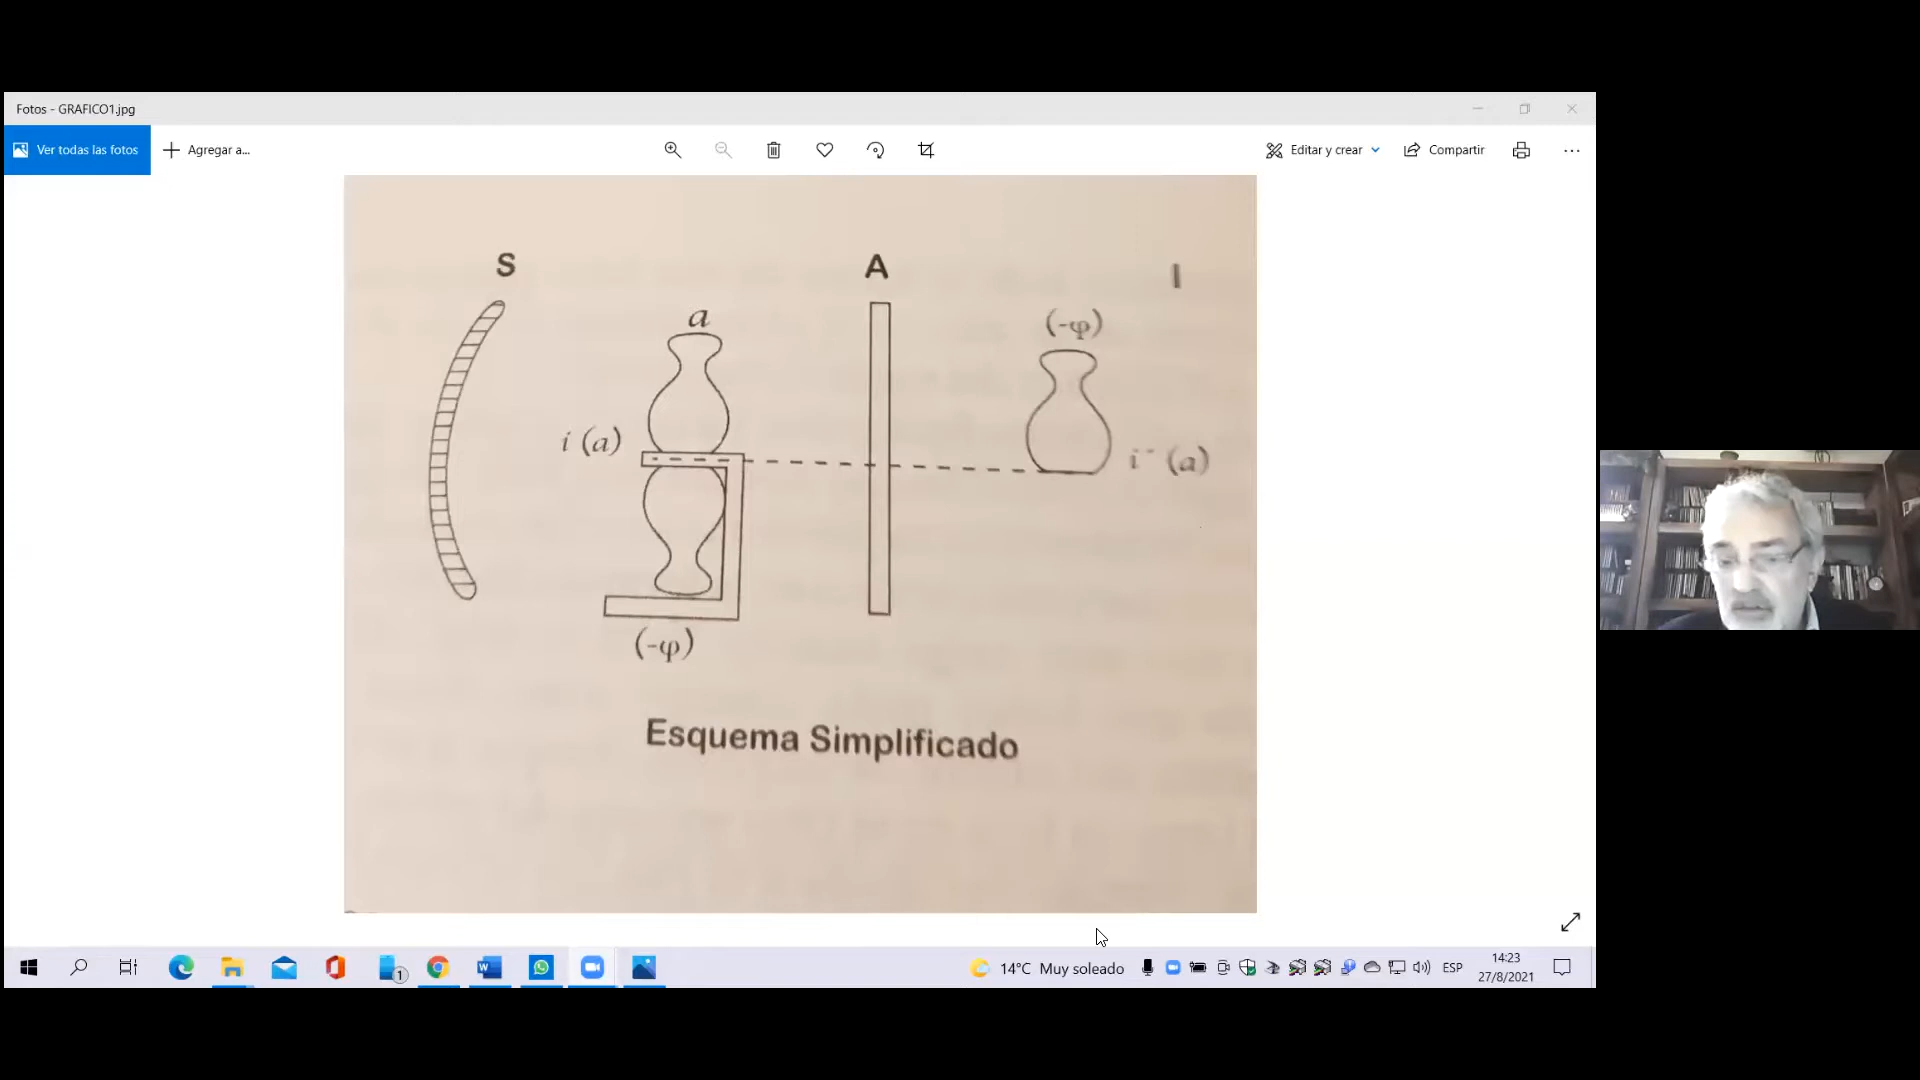 Fotos - GRAFICO1.jpg
Ver todas las fotos
Agregar a...
Editar y crear
Compartir
S
A
I
a
(-φ)
i (a)
i' (a)
(-φ)
Esquema Simplificado
1
14°C Muy soleado
ESP
14:23
27/8/2021